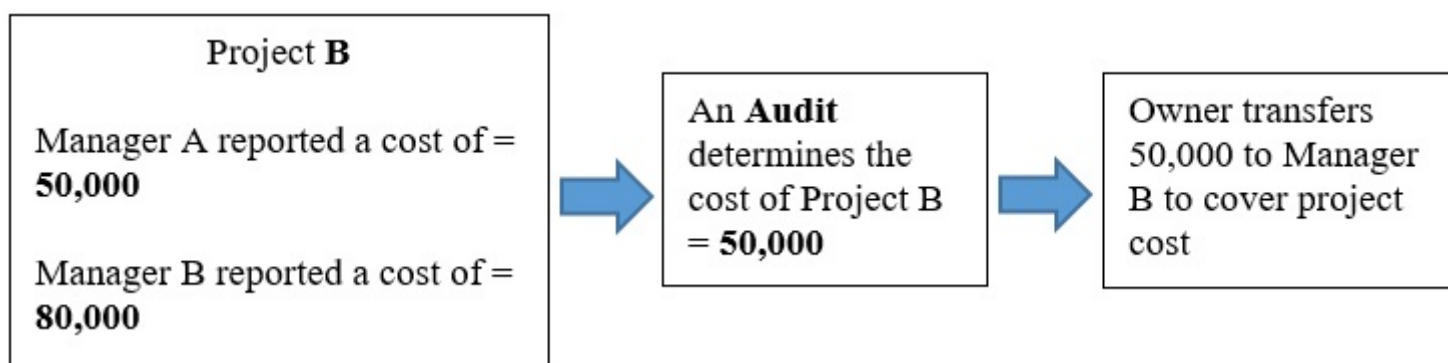 Project B
Manager A reported a cost of =
50,000
Manager B reported a cost of =
80,000
An Audit
determines the
cost of Project B
= 50,000
Owner transfers
50,000 to Manager
B to cover project
cost